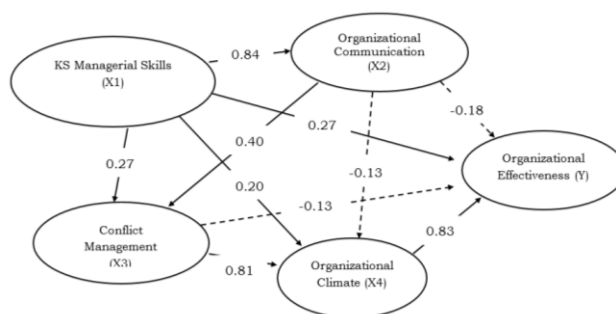 Organizational
Communication
(X2)
KS Managerial Skills
(X1)
0.84
-0.18
0.27
0.40
Organizational
Effectiveness (Y)
0.27
0.20
-0.13
-0.13
Conflict
Management
(X3)
0.83
0.81
Organizational
Climate (X4)